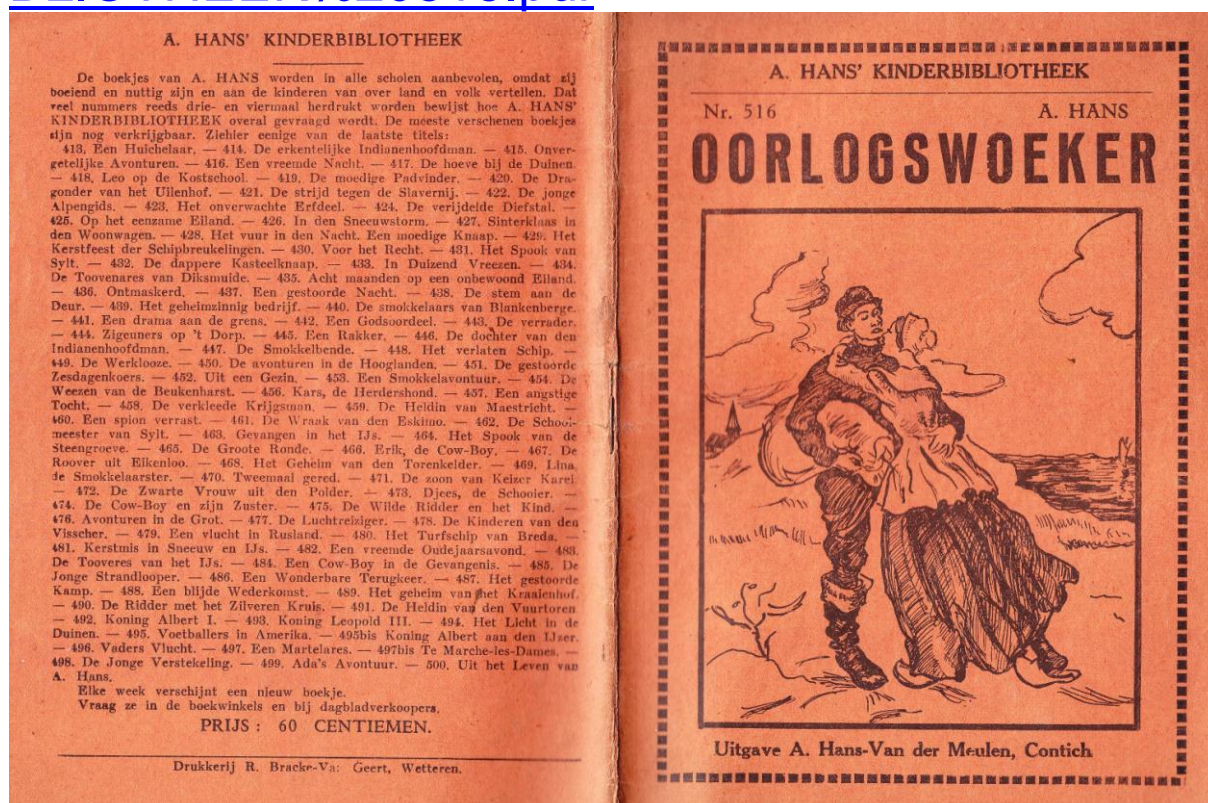 A. HANS' KINDERBIBLIOTHEEK
De boekjes van A. HANS worden in alle scholen aanbevolen, omdat zij
boeiend en nuttig zijn en aan de kinderen van over land en volk vertellen. Dat
veel nummers reeds drie- en viermaal herdrukt worden bewijst hoe A. HANS'
KINDERBIBLIOTHEEK overal gevraagd wordt. De meeste verschenen boekjes
zijn nog verkrijgbaar. Ziehier eenige van de laatste titels:
413. Een Huichelaar. — 414. De erkentelijke Indianenhoofdman. — 415. Onver-
getelijke Avonturen. — 416. Een vreemde Nacht. — 417. De hoeve bij de Duinen.
— 418. Leo op de Kostschool. — 419. De moedige Padvinder. — 420. De Dra-
gonder van het Uilenhof. — 421. De strijd tegen de Slavernij. — 422. De jonge
Alpengids. — 423. Het onverwachte Erfdeel. — 424. De verijdelde Diefstal. —
425. Op het eenzame Eiland. — 426. In den Sneeuwstorm. — 427. Sinterklaas in
den Woonwagen. — 428. Het vuur in den Nacht. Een moedige Knaap. — 429. Het
Kerstfeest der Schipbreukelingen. — 430. Voor het Recht. — 431. Het Spook van
Sylt. — 432. De dappere Kasteelknaap. — 433. In Duizend Vreezen. — 434.
De Toovenares van Diksmuide. — 435. Acht maanden op een onbewoond Eiland.
— 436. Ontmaskerd. — 437. Een gestoorde Nacht. — 438. De stem aan de
Deur. — 439. Het geheimzinnig bedrijf. — 440. De smokkelaars van Blankenberge.
— 441. Een drama aan de grens. — 442. Een Godsoordeel. — 443. De verrader.
— 444. Zigeuners op 't Dorp. — 445. Een Rakker. — 446. De dochter van den
Indianenhoofdman. — 447. De Smokkelbende. — 448. Het verlaten Schip. —
449. De Werklooze. — 450. De avonturen in de Hooglanden. — 451. De gestoorde
Zesdagenkoers. — 452. Uit een Gezin. — 453. Een Smokkelavontuur. — 454. De
Weezen van de Beukenharst. — 456. Kars, de Herdershond. — 457. Een angstige
Tocht. — 458. De verkleede Krijgsman. — 459. De Heldin van Maestricht. —
460. Een spion verrast. — 461. De Wraak van den Eskimo. — 462. De School-
meester van Sylt. — 463. Gevangen in het IJs. — 464. Het Spook van de
Steengroeve. — 465. De Groote Ronde. — 466. Erik, de Cow-Boy. — 467. De
Roover uit Eikenloo. — 468. Het Geheim van den Torenkelder. — 469. Lina,
de Smokkelaarster. — 470. Tweemaal gered. — 471. De zoon van Keizer Karel.
— 472. De Zwarte Vrouw uit den Polder. — 473. Djees, de Schooier. —
474. De Cow-Boy en zijn Zuster. — 475. De Wilde Ridder en het Kind. —
476. Avonturen in de Grot. — 477. De Luchtreiziger. — 478. De Kinderen van den
Visscher. — 479. Een vlucht in Rusland. — 480. Het Turfschip van Breda. —
481. Kerstmis in Sneeuw en IJs. — 482. Een vreemde Oudejaarsavond. — 483.
De Tooveres van het IJs. — 484. Een Cow-Boy in de Gevangenis. — 485. De
Jonge Strandlooper. — 486. Een Wonderbare Terugkeer. — 487. Het gestoorde
Kamp. — 488. Een blijde Wederkomst. — 489. Het geheim van het Kraaienhof.
— 490. De Ridder met het Zilveren Kruis. — 491. De Heldin van den Vuurtoren
— 492. Koning Albert I. — 493. Koning Leopold III. — 494. Het Licht in de
Duinen. — 495. Voetballers in Amerika. — 495bis Koning Albert aan den IJzer.
— 496. Vaders Vlucht. — 497. Een Martelares. — 497bis Te Marche-les-Dames. —
498. De Jonge Verstekeling. — 499. Ada's Avontuur. — 500. Uit het Leven van
A. Hans.
Elke week verschijnt een nieuw boekje.
Vraag ze in de boekwinkels en bij dagbladverkoopers.
PRIJS : 60 CENTIEMEN.
Drukkerij R. Bracke-Va: Geert, Wetteren.
A. HANS' KINDERBIBLIOTHEEK
Nr. 516 A. HANS
OORLOGSWOEKER
Uitgave A. Hans-Van der Meulen, Contich